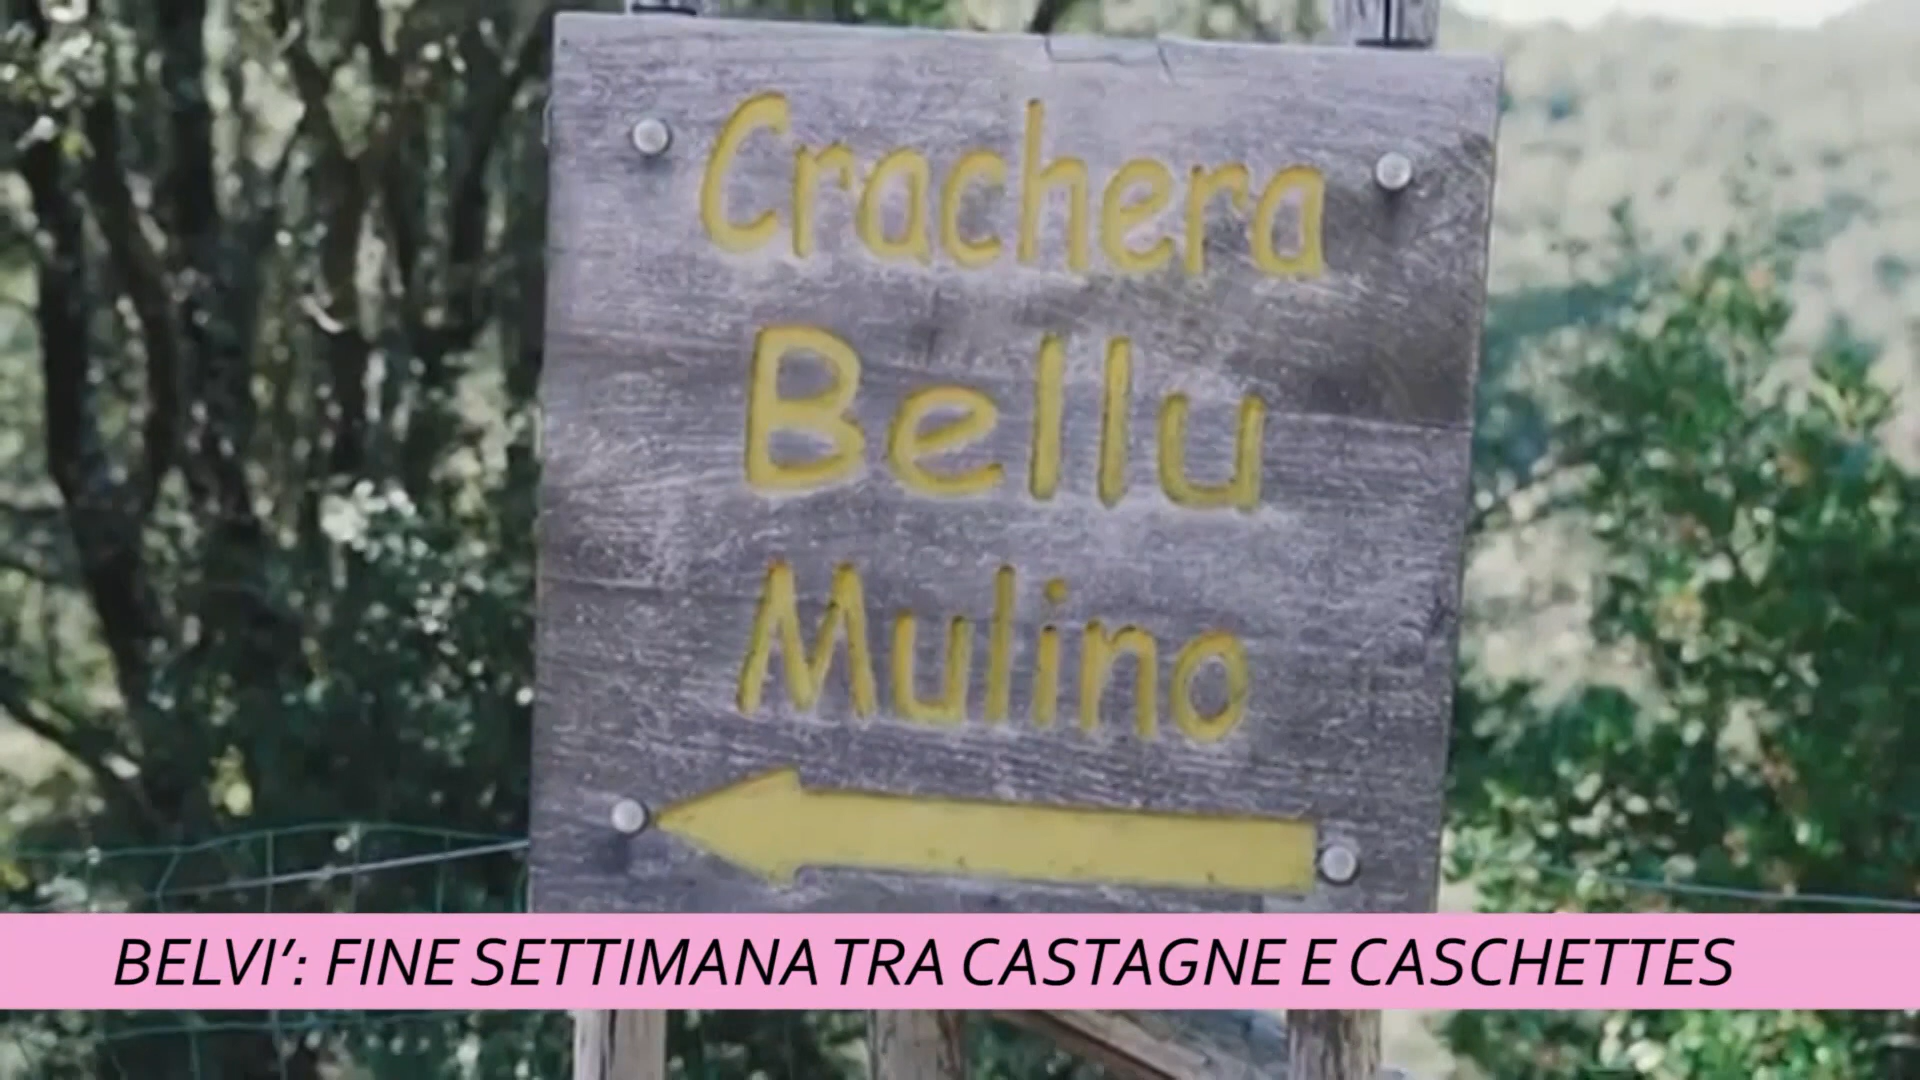 Crachera
Bellu
Mulino
BELVI’: FINE SETTIMANA TRA CASTAGNE E CASCHETTES